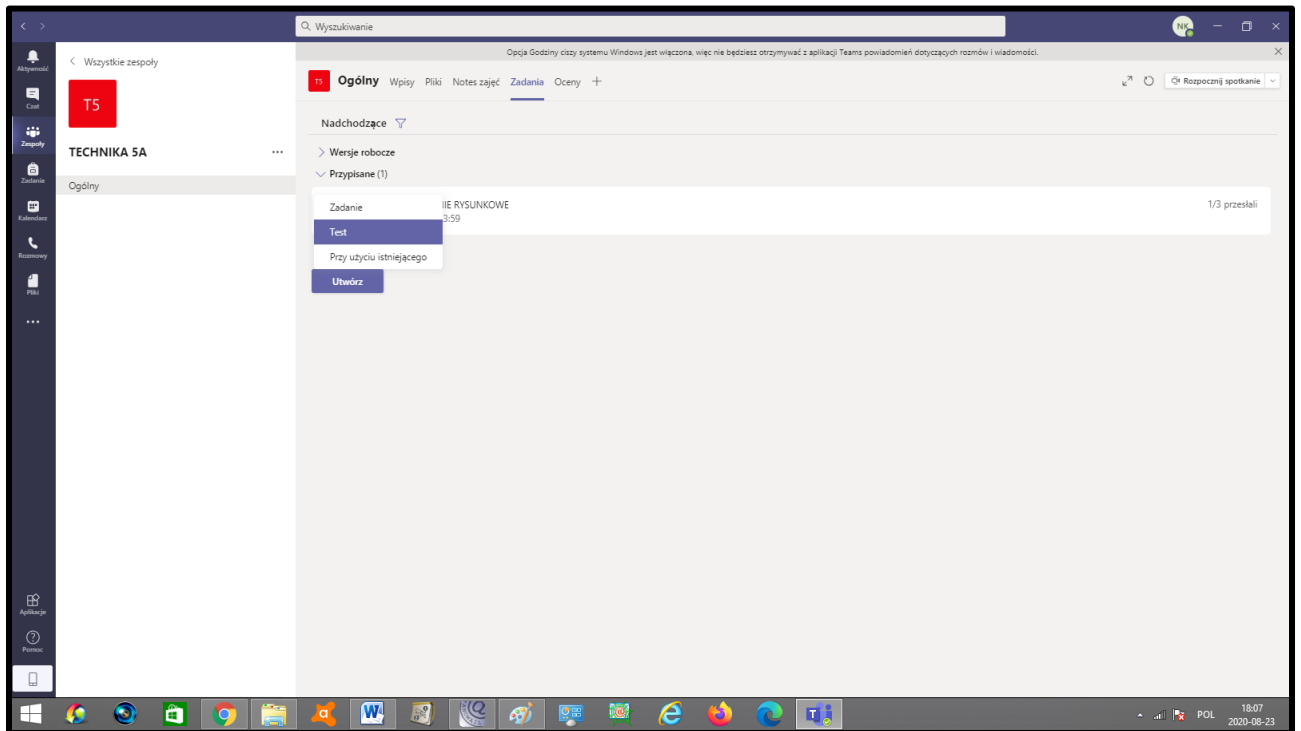 Wyszukiwanie
NK
Opcja Godziny ciszy systemu Windows jest włączona, więc nie będziesz otrzymywać z aplikacji Teams powiadomień dotyczących rozmów i wiadomości.
Aktywność
Czat
Zespoły
Zadania
Kalendarz
Rozmowy
Pliki
Aplikacje
Pomoc
Wszystkie zespoły
T5
TECHNIKA 5A
Ogólny
T5 Ogólny Wpisy Pliki Notes zajęć Zadania Oceny
Rozpocznij spotkanie
Nadchodzące
Wersje robocze
Przypisane (1)
IE RYSUNKOWE
3:59
1/3 przesłali
Zadanie
Test
Przy użyciu istniejącego
Utwórz
POL
18:07
2020-08-23